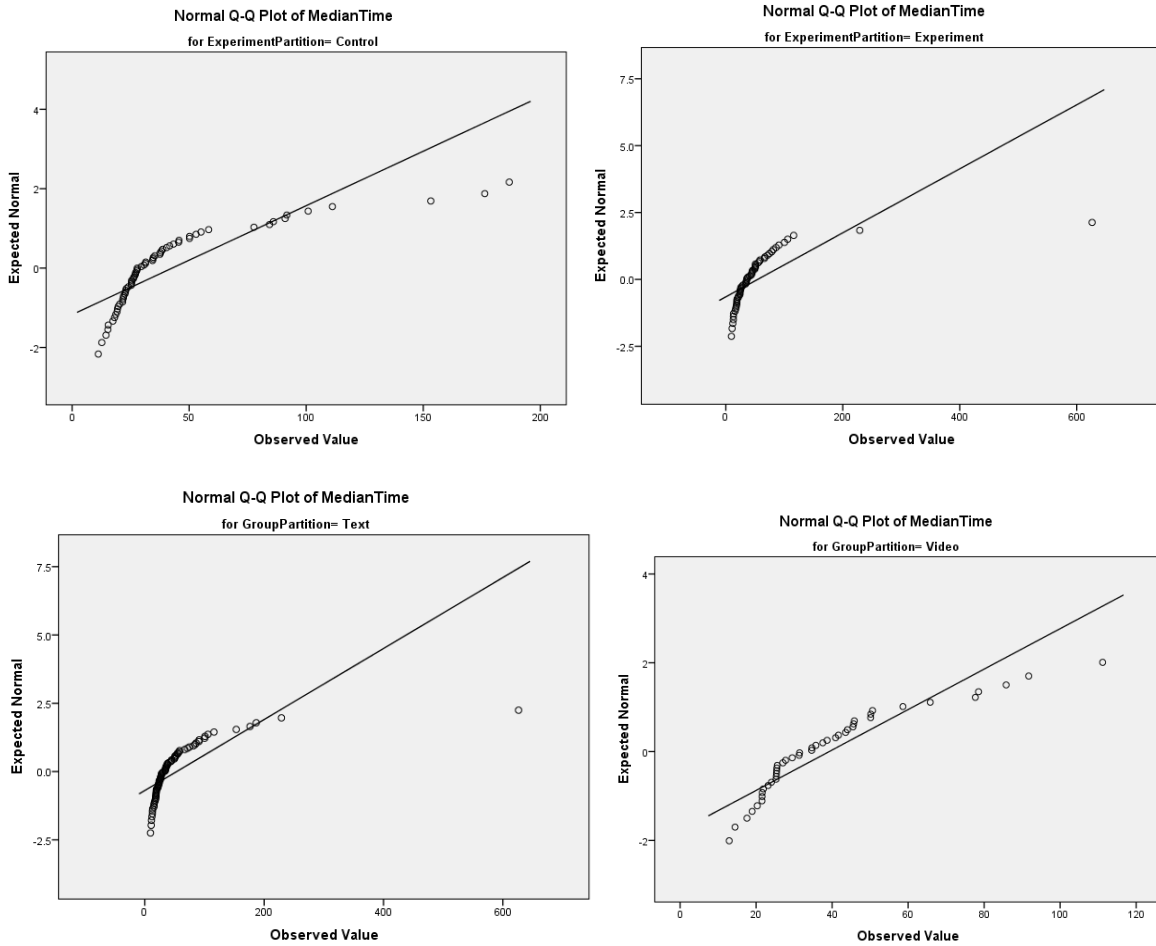 Normal Q-Q Plot of MedianTime
for ExperimentPartition= Control
4
2
0
-2
Expected Normal
0
50
100
150
200
Observed Value
Normal Q-Q Plot of MedianTime
for ExperimentPartition= Experiment
7.5
5.0
2.5
0.0
-2.5
Expected Normal
0
200
400
600
Observed Value
Normal Q-Q Plot of MedianTime
for GroupPartition= Text
7.5
5.0
2.5
0.0
-2.5
Expected Normal
0
200
400
600
Observed Value
Normal Q-Q Plot of MedianTime
for GroupPartition= Video
4
2
0
-2
Expected Normal
0
20
40
60
80
100
120
Observed Value